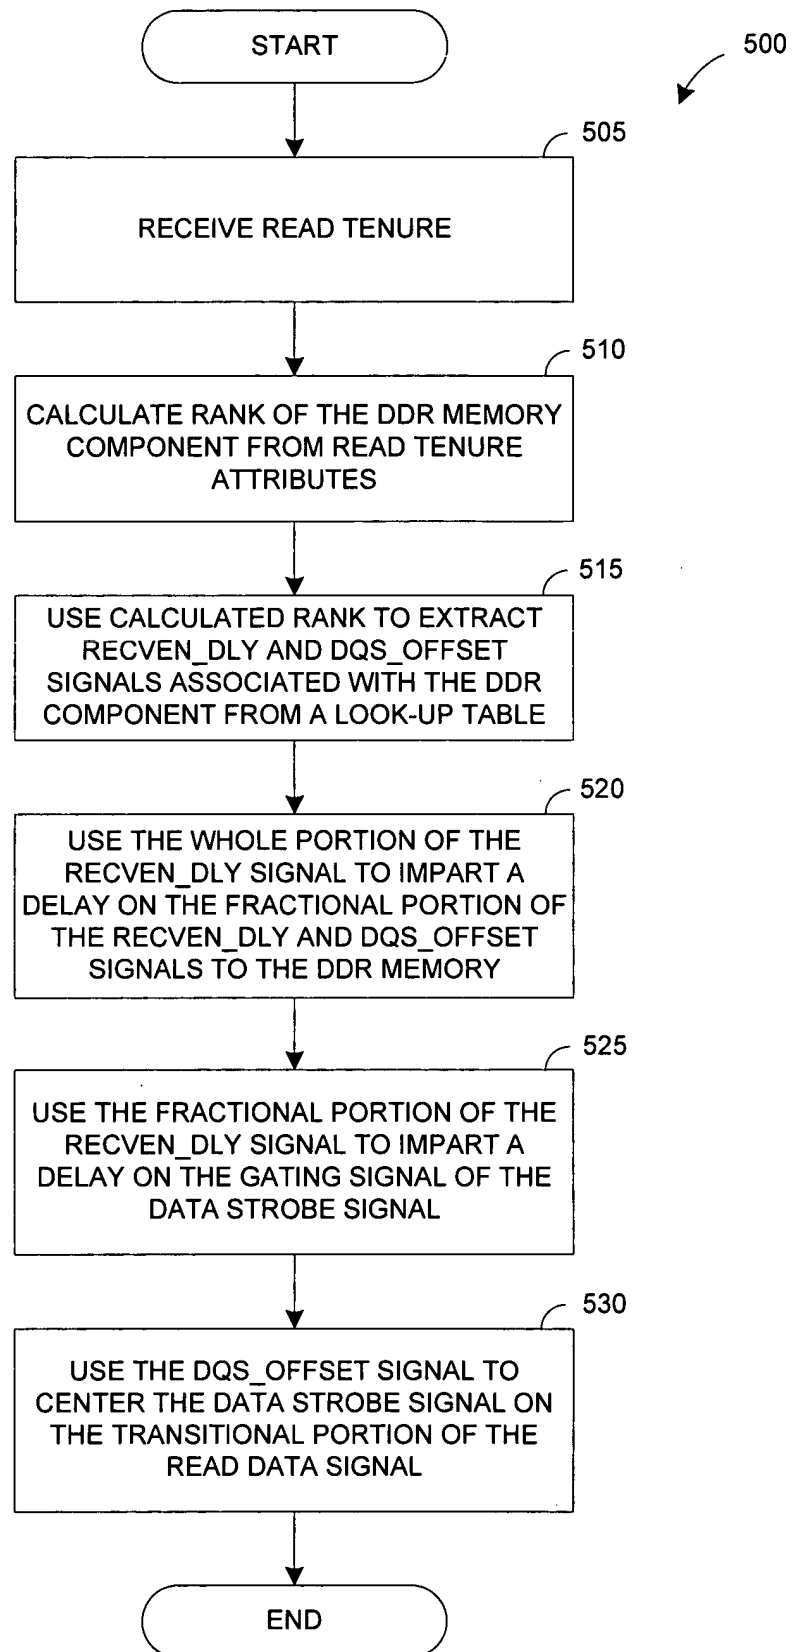 START
500
505
RECEIVE READ TENURE
510
CALCULATE RANK OF THE DDR MEMORY
COMPONENT FROM READ TENURE
ATTRIBUTES
515
USE CALCULATED RANK TO EXTRACT
RECVEN_DLY AND DQS_OFFSET
SIGNALS ASSOCIATED WITH THE DDR
COMPONENT FROM A LOOK-UP TABLE
520
USE THE WHOLE PORTION OF THE
RECVEN_DLY SIGNAL TO IMPART A
DELAY ON THE FRACTIONAL PORTION OF
THE RECVEN_DLY AND DQS_OFFSET
SIGNALS TO THE DDR MEMORY
525
USE THE FRACTIONAL PORTION OF THE
RECVEN_DLY SIGNAL TO IMPART A
DELAY ON THE GATING SIGNAL OF THE
DATA STROBE SIGNAL
530
USE THE DQS_OFFSET SIGNAL TO
CENTER THE DATA STROBE SIGNAL ON
THE TRANSITIONAL PORTION OF THE
READ DATA SIGNAL
END